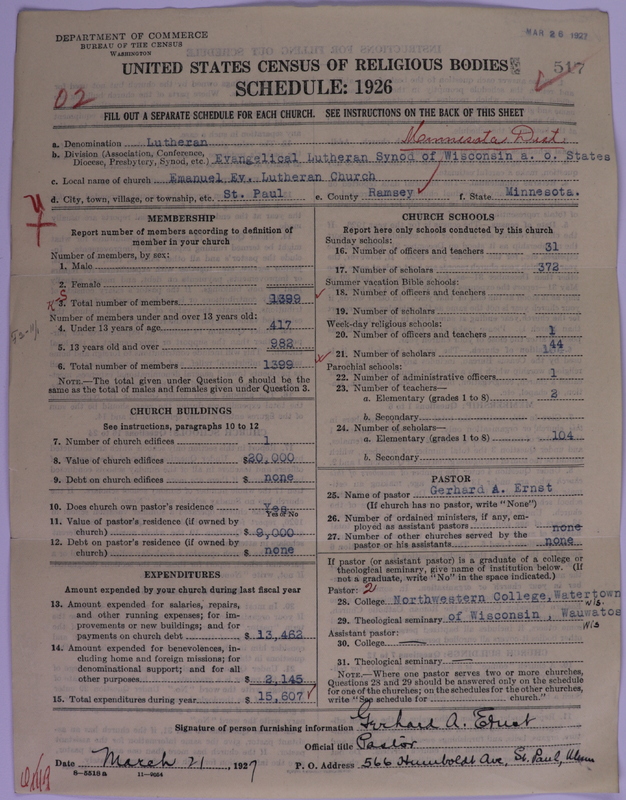 DEPARTMENT OF COMMERCE
BUREAU OF THE CENSUS
WASHINGTON
MAR 26 1927
UNITED STATES CENSUS OF RELIGIOUS BODIES
517
SCHEDULE: 1926
02
FILL OUT A SEPARATE SCHEDULE FOR EACH CHURCH. SEE INSTRUCTIONS ON THE BACK OF THIS SHEET
Minnesota Dist.
a. Denomination Lutheran
b. Division (Association, Conference, Diocese, Presbytery, Synod, etc.) Evangelical Lutheran Synod of Wisconsin a. o. States
c. Local name of church Emanuel Ev. Lutheran Church
d. City, town, village, or township, etc. St. Paul e. County Ramsey f. State Minnesota.
MEMBERSHIP
Report number of members according to definition of
member in your church
Number of members, by sex:
1. Male
2. Female
3. Total number of members 1399
Number of members under and over 13 years old:
4. Under 13 years of age 417
5. 13 years old and over 982
6. Total number of members 1399
NOTE.—The total given under Question 6 should be
same as the total of males and females given under Question 3.
CHURCH BUILDINGS
See instructions, paragraphs 10 to 12
7. Number of church edifices 1
8. Value of church edifices $20,000
9. Debt on church edifices $ none
10. Does church own pastor's residence Yes
Yes or No
11. Value of pastor's residence (if owned by
church) $ 9,000
12. Debt on pastor's residence (if owned by
church) $ none
EXPENDITURES
Amount expended by your church during last fiscal year
13. Amount expended for salaries, repairs,
and other running expenses; for im-
provements or new buildings; and for
payments on church debt $ 13,462
14. Amount expended for benevolences, in-
cluding home and foreign missions; for
denominational support; and for all
other purposes $ 2,145
15. Total expenditures during year $ 15,607
CHURCH SCHOOLS
Report here only schools conducted by this church
Sunday schools:
16. Number of officers and teachers 31
17. Number of scholars 372
Summer vacation Bible schools:
18. Number of officers and teachers
19. Number of scholars
Week-day religious schools:
20. Number of officers and teachers 1
21. Number of scholars 44
Parochial schools:
22. Number of administrative officers 1
23. Number of teachers—
a. Elementary (grades 1 to 8) 2
b. Secondary
24. Number of scholars—
a. Elementary (grades 1 to 8) 104
b. Secondary
PASTOR
25. Name of pastor Gerhard A. Ernst
(If church has no pastor, write "None")
26. Number of ordained ministers, if any, em-
ployed as assistant pastors none
27. Number of other churches served by the
pastor or his assistants none
If pastor (or assistant pastor) is a graduate of a college or
theological seminary, give name of institution below. (If
not a graduate, write "No" in the space indicated.)
Pastor: 2
28. College Northwestern College, Watertown
Wis.
29. Theological seminary of Wisconsin, Wauwatos
Wis
Assistant pastor:
30. College
31. Theological seminary
NOTE.—Where one pastor serves two or more churches,
Questions 28 and 29 should be answered only on the schedule
for one of the churches; on the schedules for the other churches,
write "See schedule for church."
Signature of person furnishing information Gerhard A. Ernst
Official title Pastor
Date March 21, 1927 P. O. Address 566 Humboldt Ave, St. Paul, Minn
8—5516a 11—9664